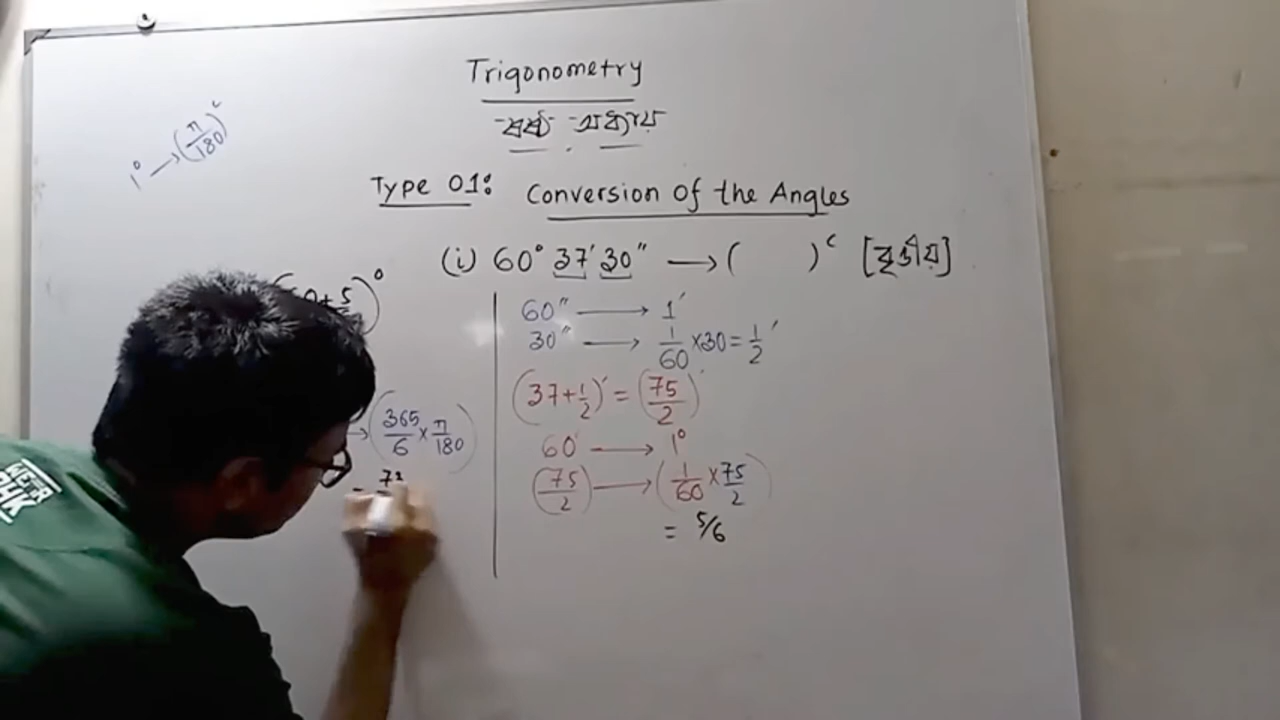 Trigonometry
ষষ্ঠ অধ্যায়
1° → (π/180)ᶜ
Type 01: Conversion of the Angles
(i) 60° 37′ 30″ → (      )ᶜ [বৃত্তীয়]
60″ → 1′
30″ → 1/60 × 30 = 1/2′
(37 + 1/2)′ = (75/2)′
60′ → 1°
(75/2) → (1/60 × 75/2)
= 5/6
→ (365/6 × π/180)
= 73